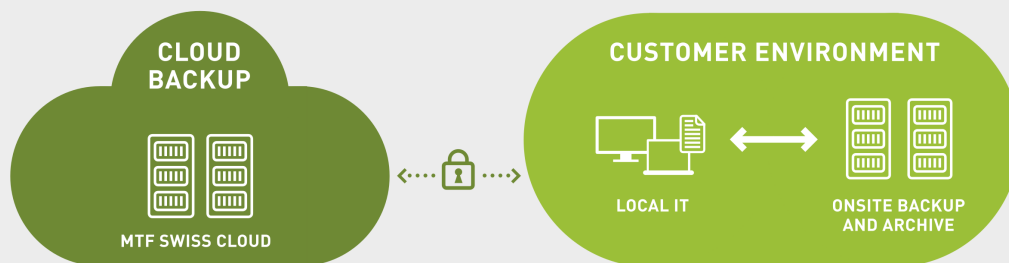 CLOUD
BACKUP
MTF SWISS CLOUD
CUSTOMER ENVIRONMENT
LOCAL IT
ONSITE BACKUP
AND ARCHIVE